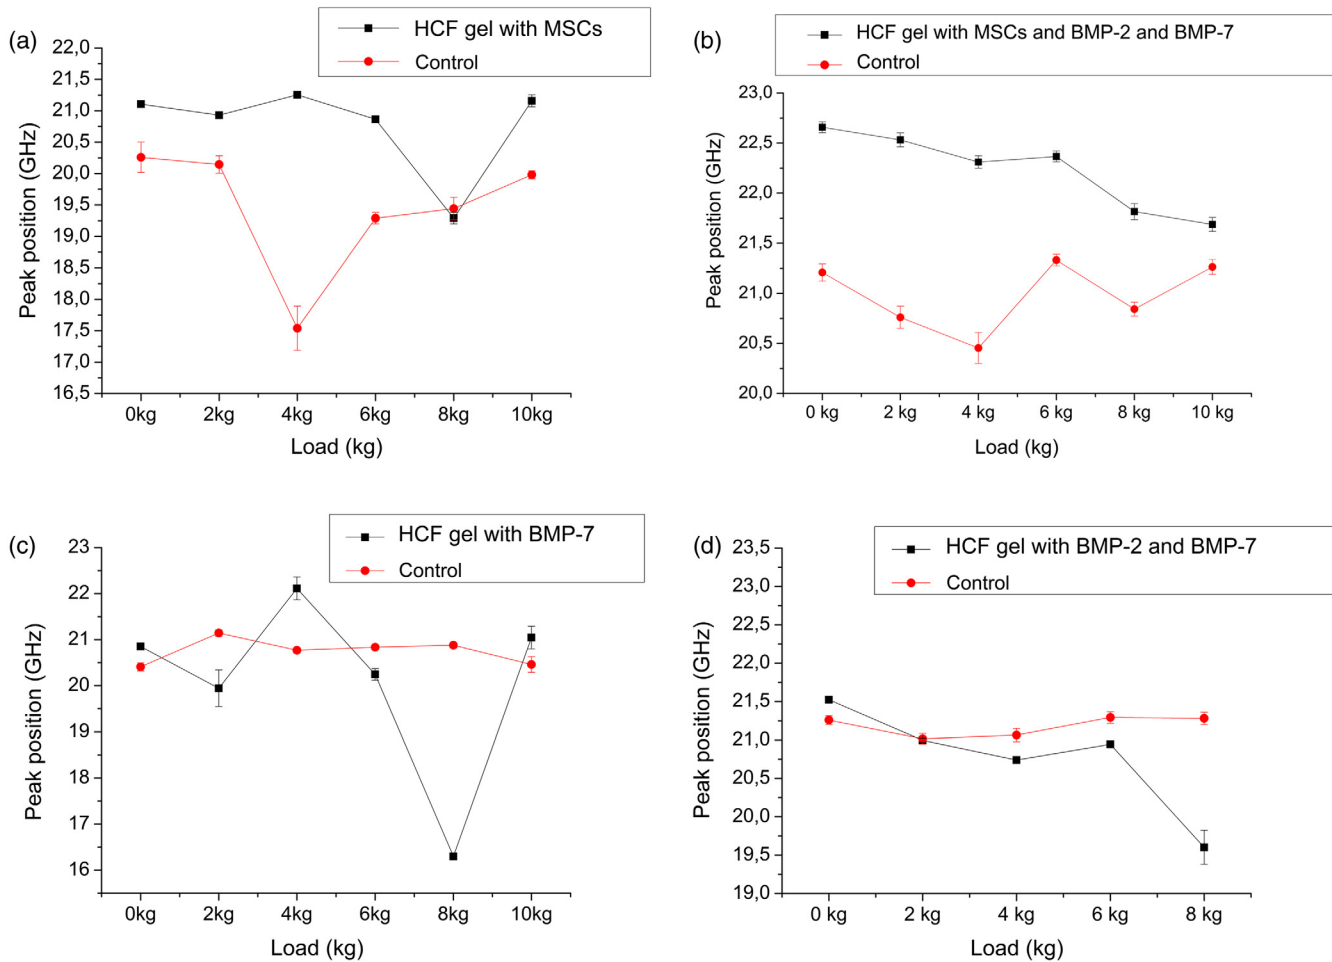 (a)
HCF gel with MSCs
Control
22,0
21,5
21,0
20,5
20,0
19,5
19,0
18,5
18,0
17,5
17,0
16,5
Peak position (GHz)
0kg 2kg 4kg 6kg 8kg 10kg
Load (kg)
(b)
HCF gel with MSCs and BMP-2 and BMP-7
Control
23,0
22,5
22,0
21,5
21,0
20,5
20,0
Peak position (GHz)
0 kg 2 kg 4 kg 6 kg 8 kg 10 kg
Load (kg)
(c)
HCF gel with BMP-7
Control
23
22
21
20
19
18
17
16
Peak position (GHz)
0kg 2kg 4kg 6kg 8kg 10kg
Load (kg)
(d)
HCF gel with BMP-2 and BMP-7
Control
23,5
23,0
22,5
22,0
21,5
21,0
20,5
20,0
19,5
19,0
Peak position (GHz)
0 kg 2 kg 4 kg 6 kg 8 kg
Load (kg)